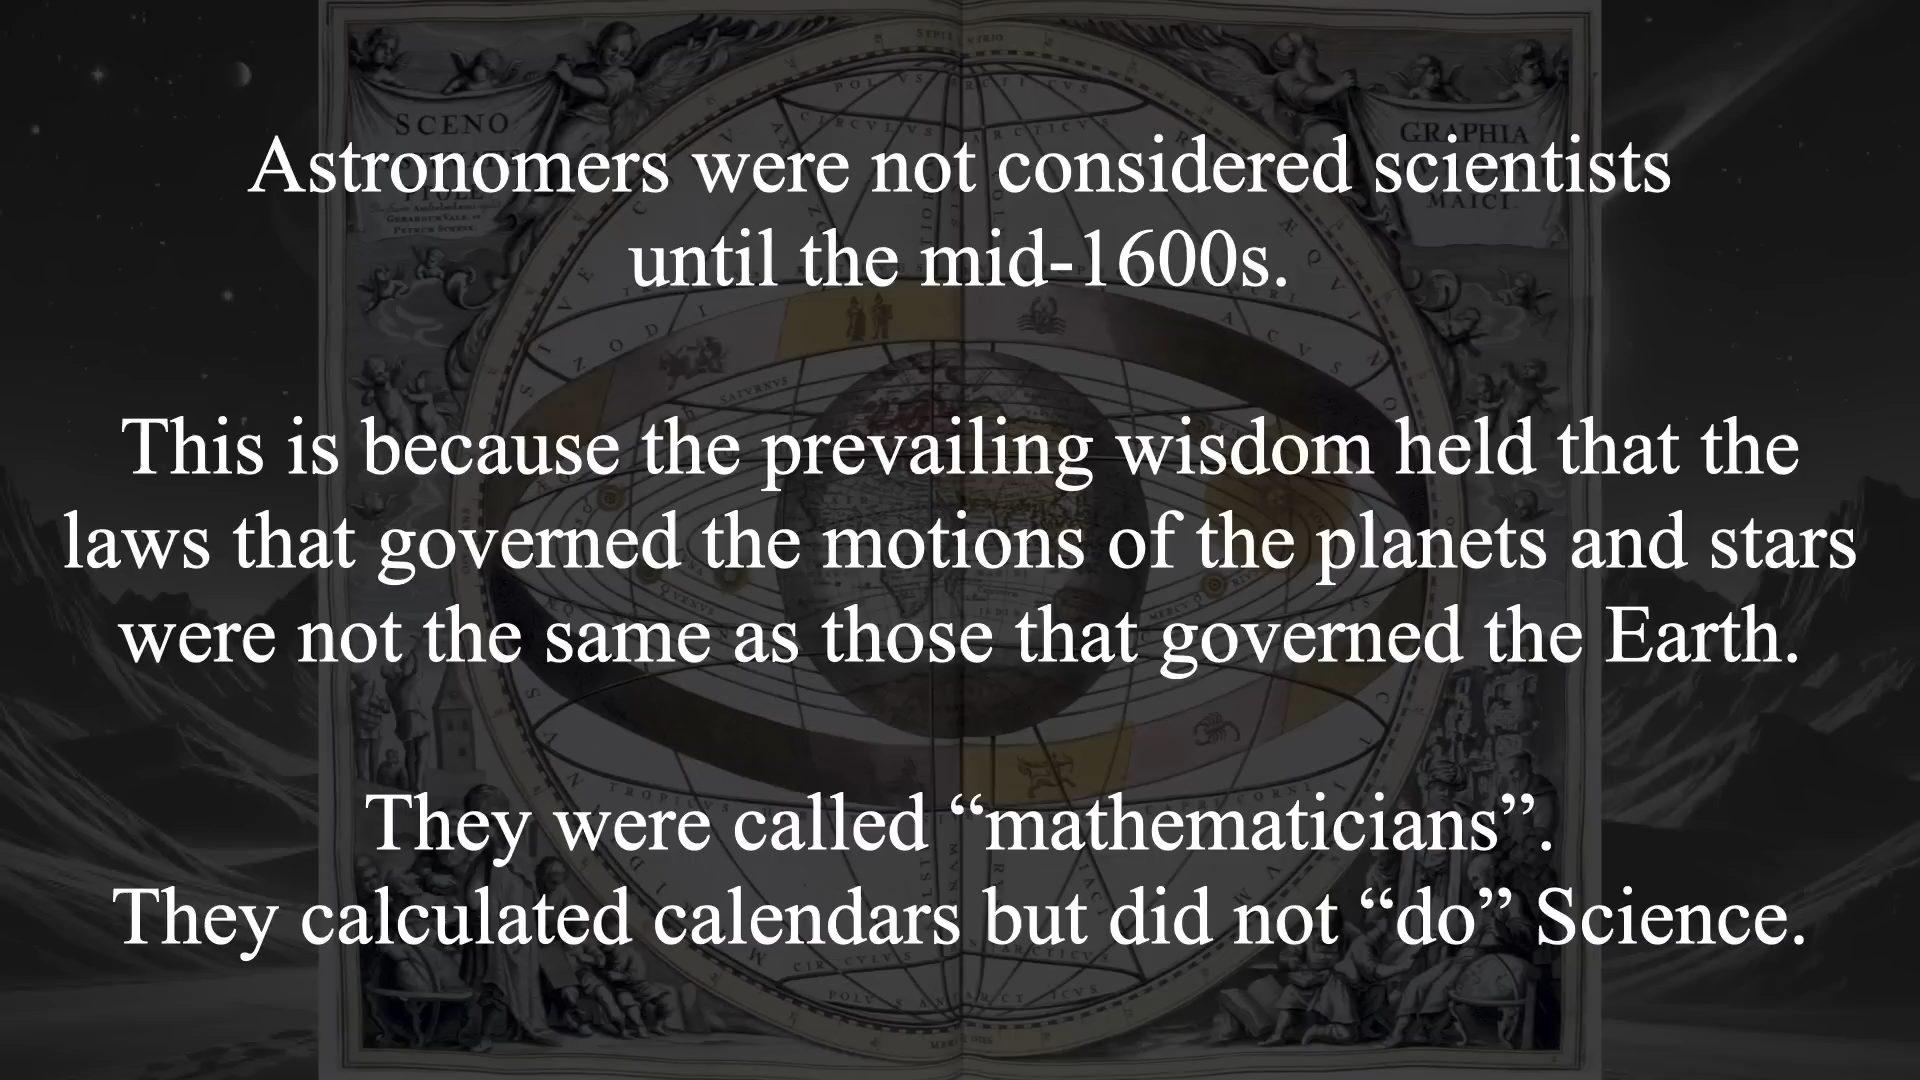 SCENO
GRAPHIA
Astronomers were not considered scientists
MAICI
until the mid-1600s.
SATVRNVS
This is because the prevailing wisdom held that the
laws that governed the motions of the planets and stars
were not the same as those that governed the Earth.
They were called “mathematicians”.
They calculated calendars but did not “do” Science.